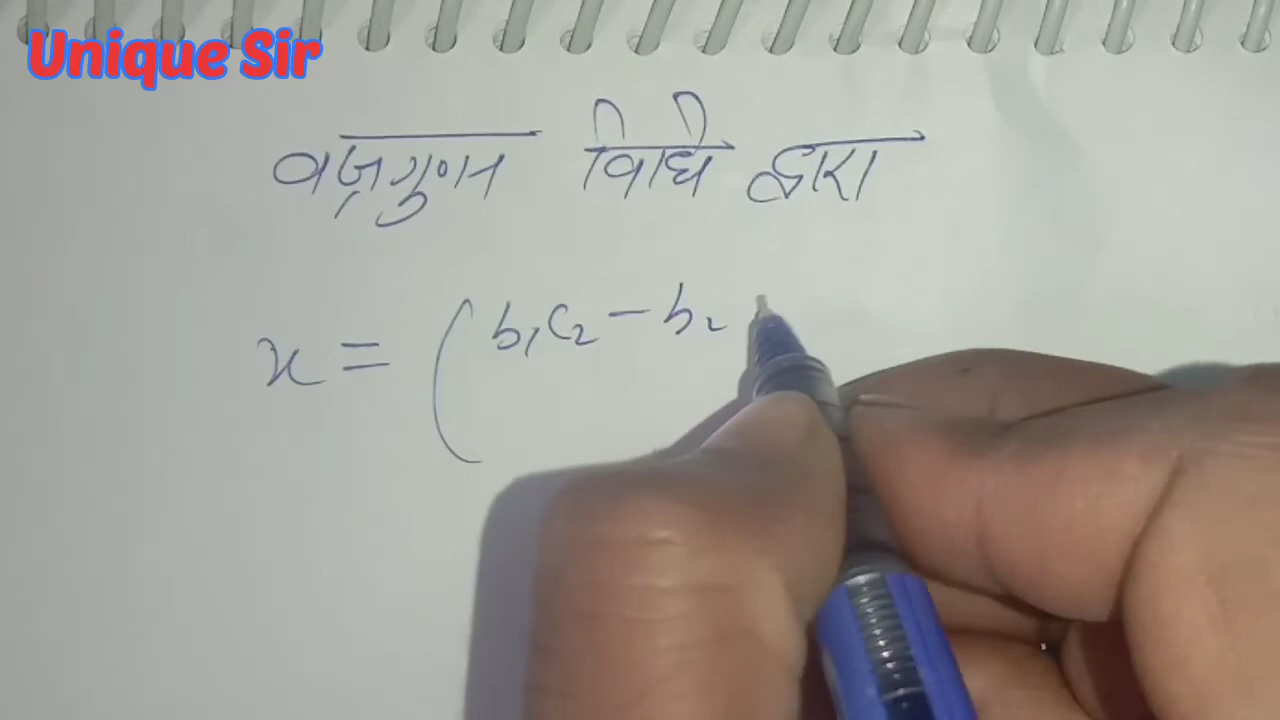 Unique Sir
वज्रगुणन विधि द्वारा
x = ( b₁c₂ - b₂